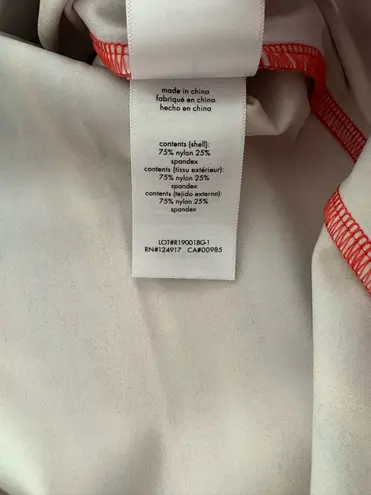 made in china
fabriqué en china
hecho en china
contents (shell):
75% nylon 25%
spandex
contents (tissu extérieur):
75% nylon 25%
spandex
contents (tejido externo):
75% nylon 25%
spandex
LOT#R19001BG-1
RN#124917 CA#00985